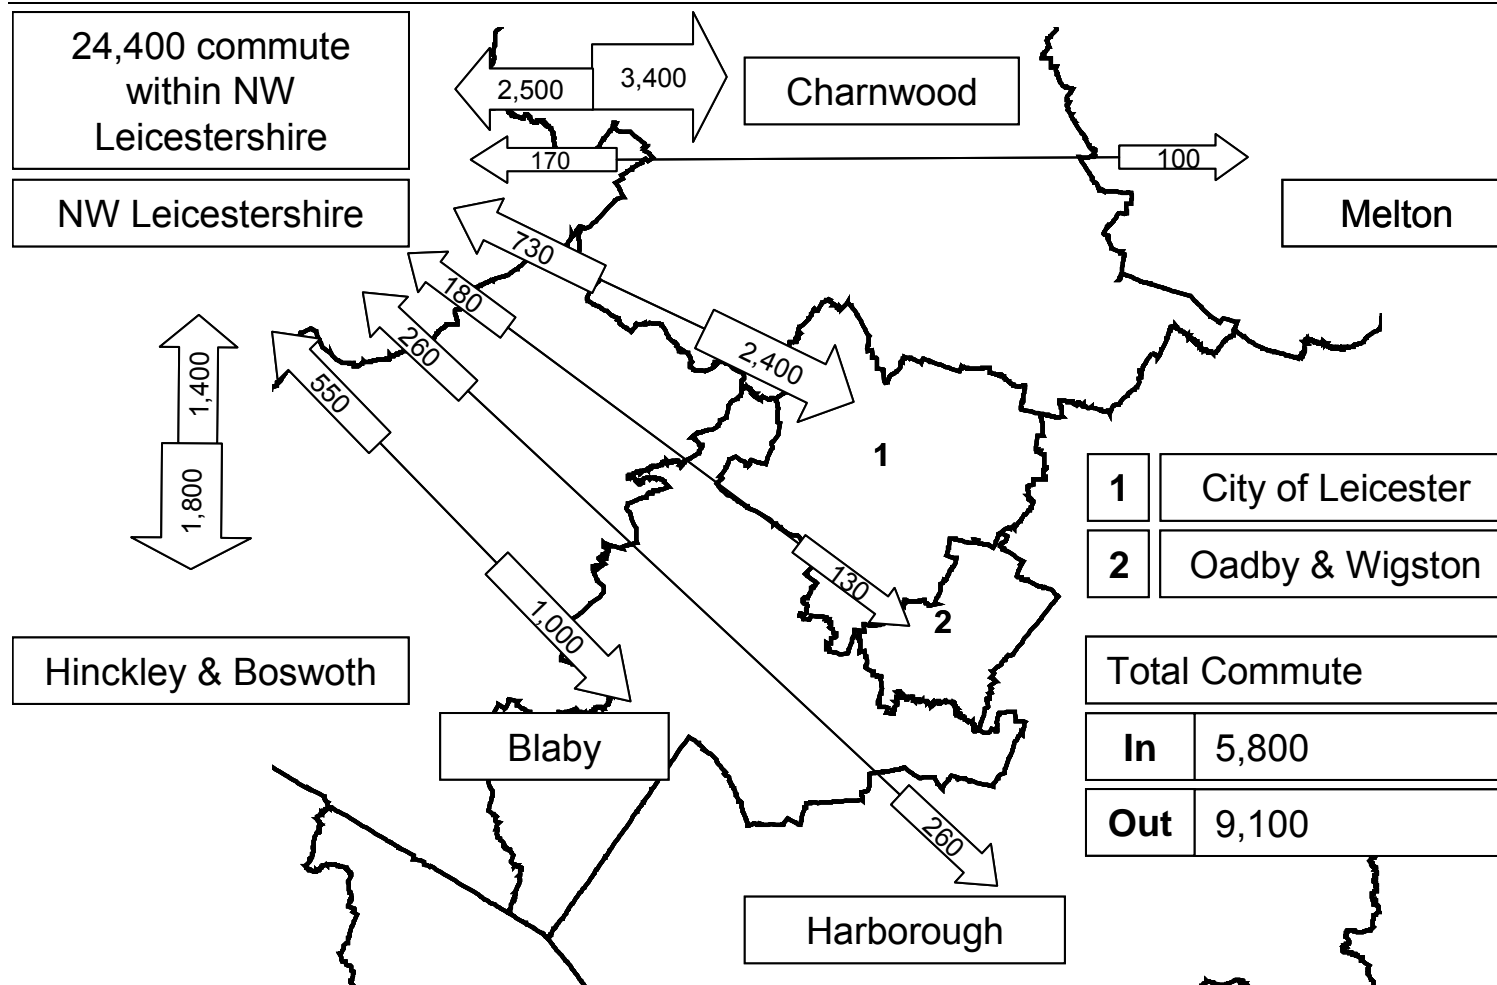 24,400 commute
within NW
Leicestershire
2,500
3,400
Charnwood
170
100
NW Leicestershire
Melton
730
180
260
550
2,400
1,400
1,800
1
1
City of Leicester
2
Oadby & Wigston
130
2
1,000
Hinckley & Boswoth
Total Commute
Blaby
In
5,800
Out
9,100
260
Harborough